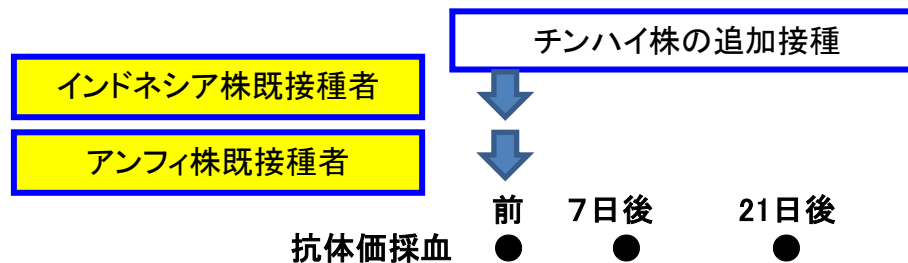 チンハイ株の追加接種
インドネシア株既接種者
アンフィ株既接種者
前 7日後 21日後
抗体価採血